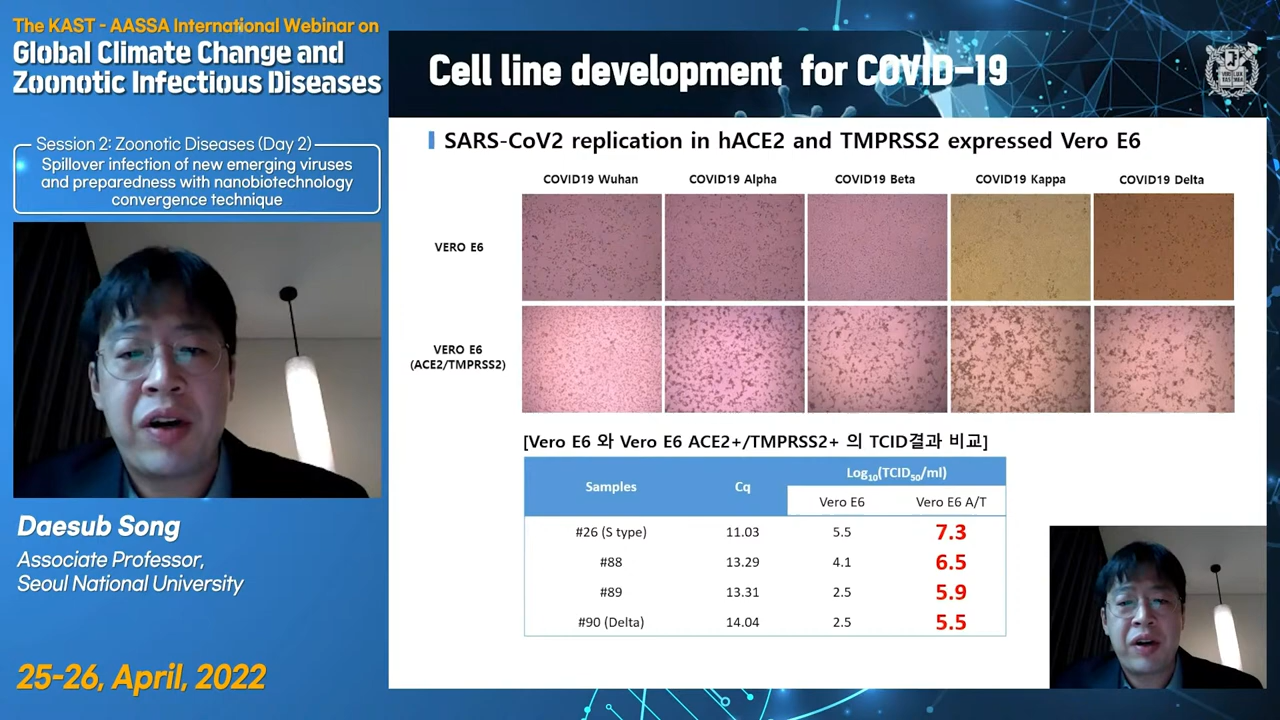 The KAST - AASSA International Webinar on
Global Climate Change and
Zoonotic Infectious Diseases
Session 2: Zoonotic Diseases (Day 2)
Spillover infection of new emerging viruses
and preparedness with nanobiotechnology
convergence technique
Daesub Song
Associate Professor,
Seoul National University
25-26, April, 2022
Cell line development for COVID-19
SARS-CoV2 replication in hACE2 and TMPRSS2 expressed Vero E6
COVID19 Wuhan COVID19 Alpha COVID19 Beta COVID19 Kappa COVID19 Delta
VERO E6
VERO E6
(ACE2/TMPRSS2)
[Vero E6 와 Vero E6 ACE2+/TMPRSS2+ 의 TCID결과 비교]
Samples Cq Log10(TCID50/ml)
Vero E6 Vero E6 A/T
#26 (S type) 11.03 5.5 7.3
#88 13.29 4.1 6.5
#89 13.31 2.5 5.9
#90 (Delta) 14.04 2.5 5.5